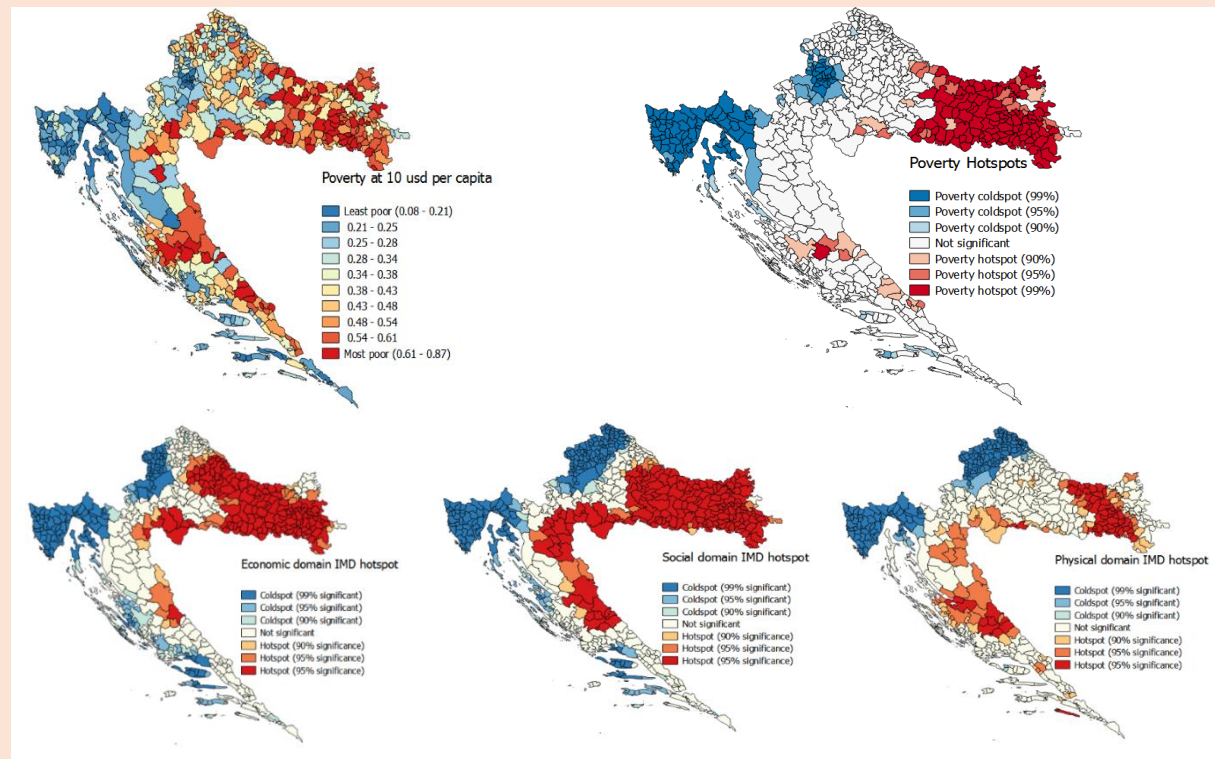 Poverty at 10 usd per capita
Least poor (0.08 - 0.21)
0.21 - 0.25
0.25 - 0.28
0.28 - 0.34
0.34 - 0.38
0.38 - 0.43
0.43 - 0.48
0.48 - 0.54
0.54 - 0.61
Most poor (0.61 - 0.87)
Poverty Hotspots
Poverty coldspot (99%)
Poverty coldspot (95%)
Poverty coldspot (90%)
Not significant
Poverty hotspot (90%)
Poverty hotspot (95%)
Poverty hotspot (99%)
Economic domain IMD hotspot
Coldspot (99% significant)
Coldspot (95% significant)
Coldspot (90% significant)
Not significant
Hotspot (90% significance)
Hotspot (95% significance)
Hotspot (95% significance)
Social domain IMD hotspot
Coldspot (99% significant)
Coldspot (95% significant)
Coldspot (90% significant)
Not significant
Hotspot (90% significance)
Hotspot (95% significance)
Hotspot (95% significance)
Physical domain IMD hotspot
Coldspot (99% significant)
Coldspot (95% significant)
Coldspot (90% significant)
Not significant
Hotspot (90% significance)
Hotspot (95% significance)
Hotspot (95% significance)